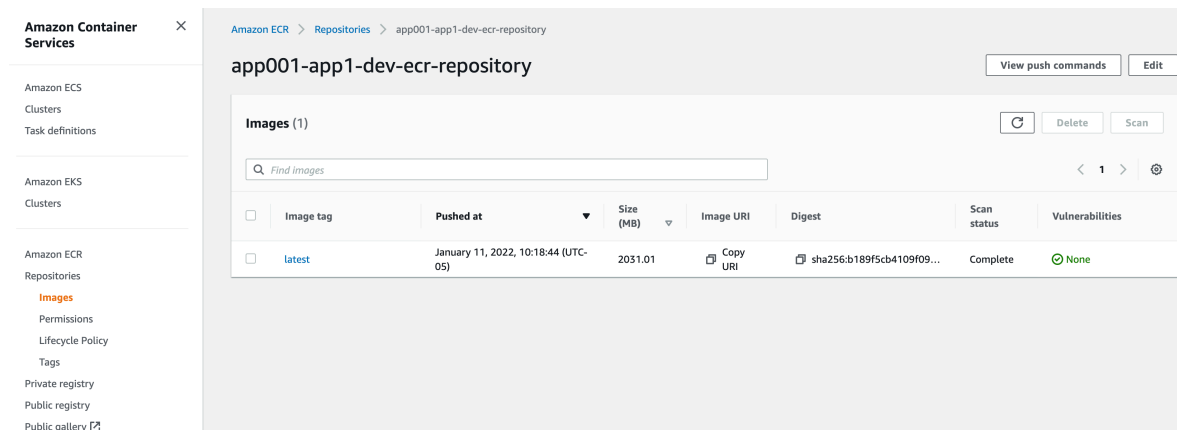 Amazon Container
Services
Amazon ECS
Clusters
Task definitions
Amazon EKS
Clusters
Amazon ECR
Repositories
Images
Permissions
Lifecycle Policy
Tags
Private registry
Public registry
Public gallery
Amazon ECR > Repositories > app001-app1-dev-ecr-repository
app001-app1-dev-ecr-repository
View push commands
Edit
Images (1)
Delete
Scan
Find images
1
Image tag
Pushed at
Size
(MB)
Image URI
Digest
Scan
status
Vulnerabilities
latest
January 11, 2022, 10:18:44 (UTC-
05)
2031.01
Copy
URI
sha256:b189f5cb4109f09...
Complete
None